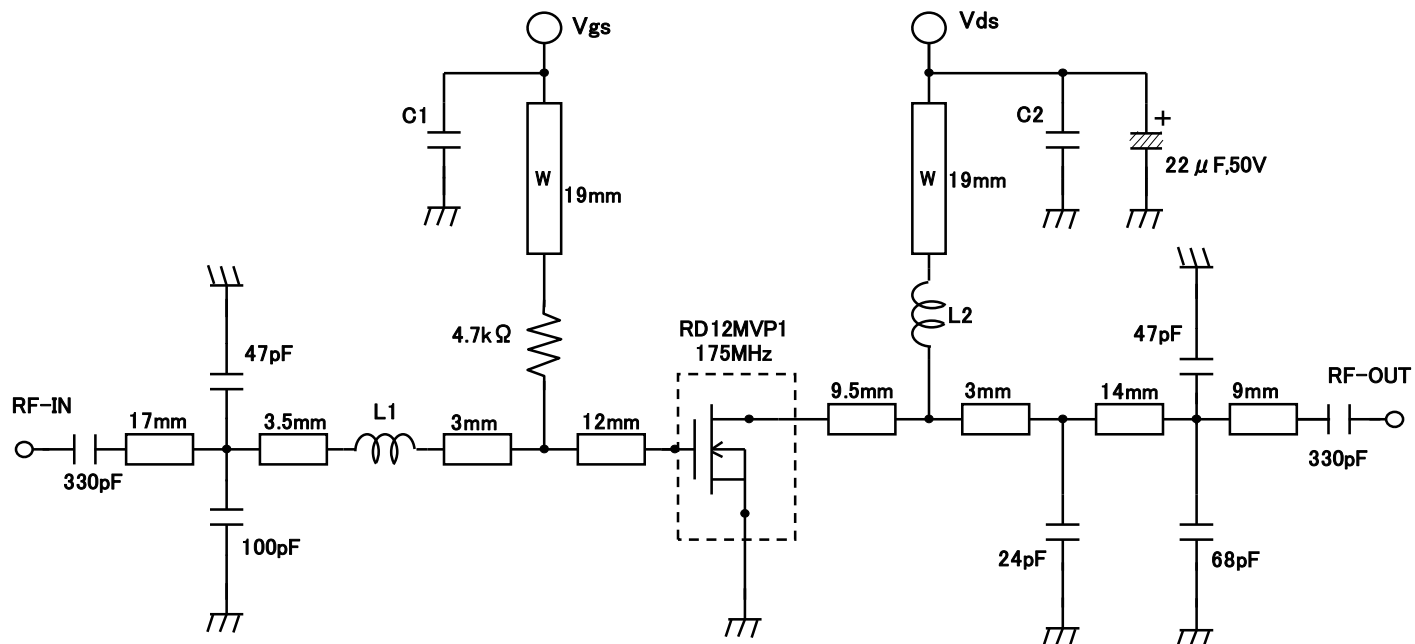 Vgs
Vds
C1
C2
+
W
19mm
W
19mm
22μF,50V
4.7kΩ
RD12MVP1
175MHz
L2
47pF
47pF
RF-IN
17mm
3.5mm
L1
3mm
12mm
9.5mm
3mm
14mm
9mm
RF-OUT
330pF
330pF
100pF
24pF
68pF